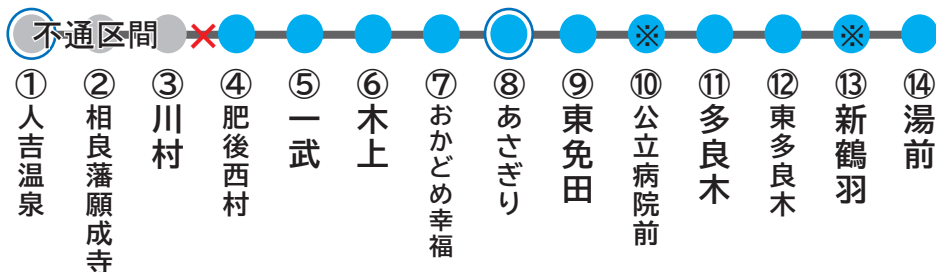 不通区間
×
※
※
①人吉温泉
②相良藩願成寺
③川村
④肥後西村
⑤一武
⑥木上
⑦おかどめ幸福
⑧あさぎり
⑨東免田
⑩公立病院前
⑪多良木
⑫東多良木
⑬新鶴羽
⑭湯前